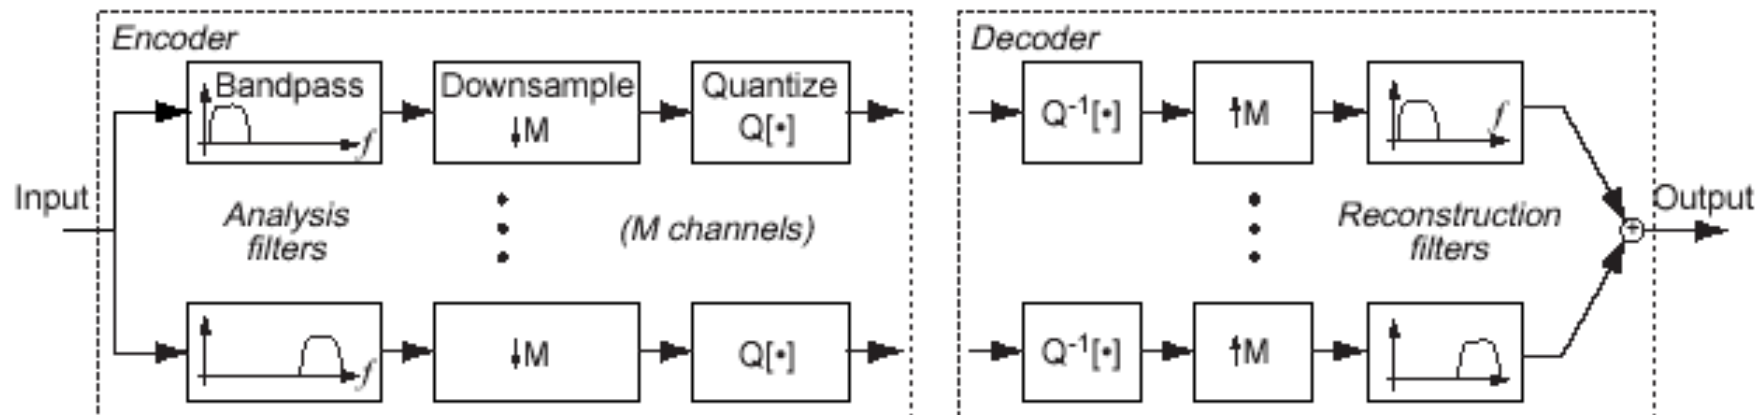 Encoder
Decoder
Bandpass
Downsample
Quantize
f
↓M
Q[•]
Q⁻¹[•]
↑M
f
Input
Analysis
filters
(M channels)
Reconstruction
filters
+
Output
f
↓M
Q[•]
Q⁻¹[•]
↑M